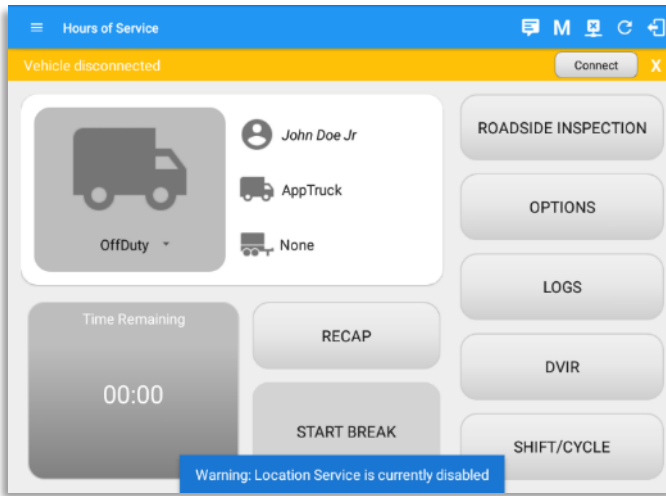 Hours of Service
M
Vehicle disconnected
Connect
X
John Doe Jr
AppTruck
None
OffDuty
ROADSIDE INSPECTION
OPTIONS
LOGS
DVIR
SHIFT/CYCLE
Time Remaining
00:00
RECAP
START BREAK
Warning: Location Service is currently disabled